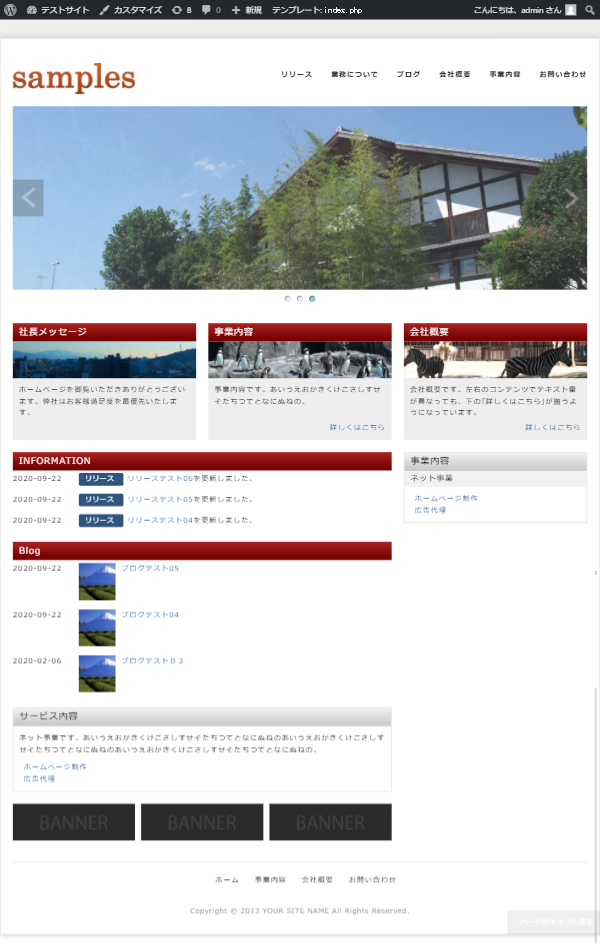 テストサイト カスタマイズ 8 0 新規 テンプレート: index.php こんにちは、admin さん
samples
リリース 業務について ブログ 会社概要 事業内容 お問い合わせ
社長メッセージ
ホームページを御覧いただきありがとうござい
ます。弊社はお客様満足度を最優先いたしま
す。
事業内容
事業内容です。あいうえおかきくけこさしすせ
そたちつてとなにぬねの。
詳しくはこちら
会社概要
会社概要です。左右のコンテンツでテキスト量
が異なっても、下の「詳しくはこちら」が揃うよ
うになっています。
詳しくはこちら
INFORMATION
2020-09-22 リリース リリーステスト06を更新しました。
2020-09-22 リリース リリーステスト05を更新しました。
2020-09-22 リリース リリーステスト04を更新しました。
事業内容
ネット事業
ホームページ制作
広告代理
Blog
2020-09-22 ブログテスト05
2020-09-22 ブログテスト04
2020-02-06 ブログテスト０３
サービス内容
ネット事業です。あいうえおかきくけこさしすせそたちつてとなにぬねのあいうえおかきくけこさしす
せそたちつてとなにぬねのあいうえおかきくけこさしすせそたちつてとなにぬねの。
ホームページ制作
広告代理
BANNER BANNER BANNER
ホーム 事業内容 会社概要 お問い合わせ
Copyright © 2013 YOUR SITE NAME All Rights Reserved.
ページのトップへ戻る